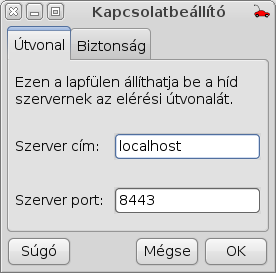 Kapcsolatbeállító
Útvonal
Biztonság
Ezen a lapfülen állíthatja be a híd
szervernek az elérési útvonalát.
Szerver cím:
localhost
Szerver port:
8443
Súgó
Mégse
OK